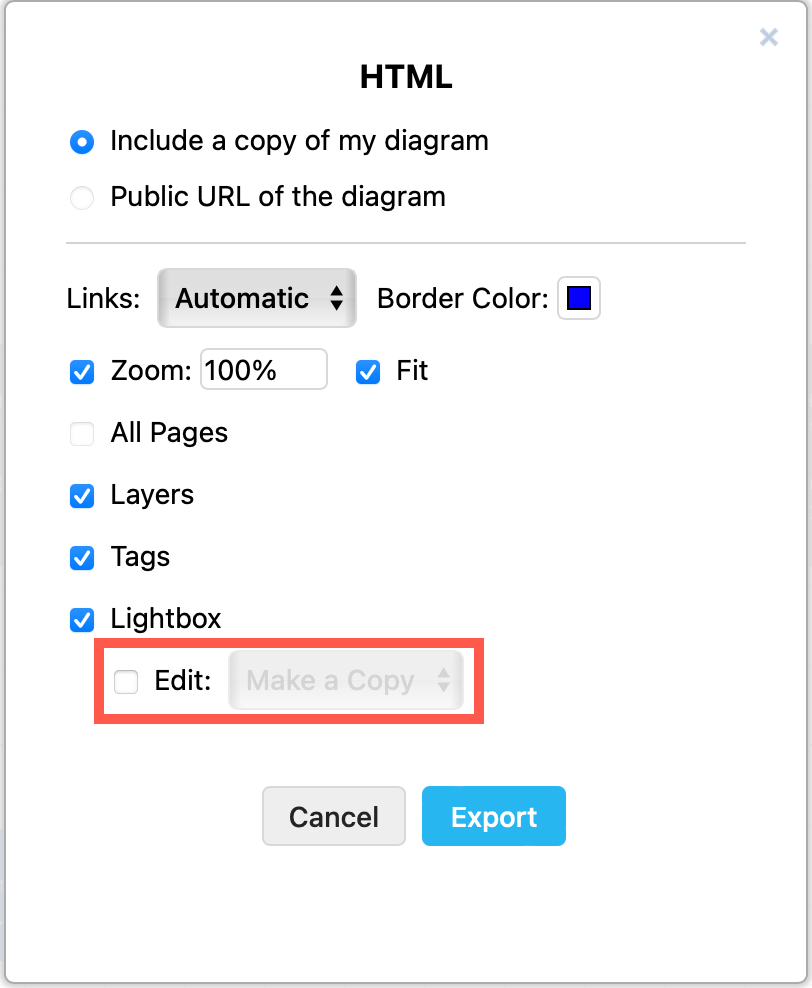 HTML
Include a copy of my diagram
Public URL of the diagram
Links: Automatic Border Color:
Zoom: 100% Fit
All Pages
Layers
Tags
Lightbox
Edit: Make a Copy
Cancel Export